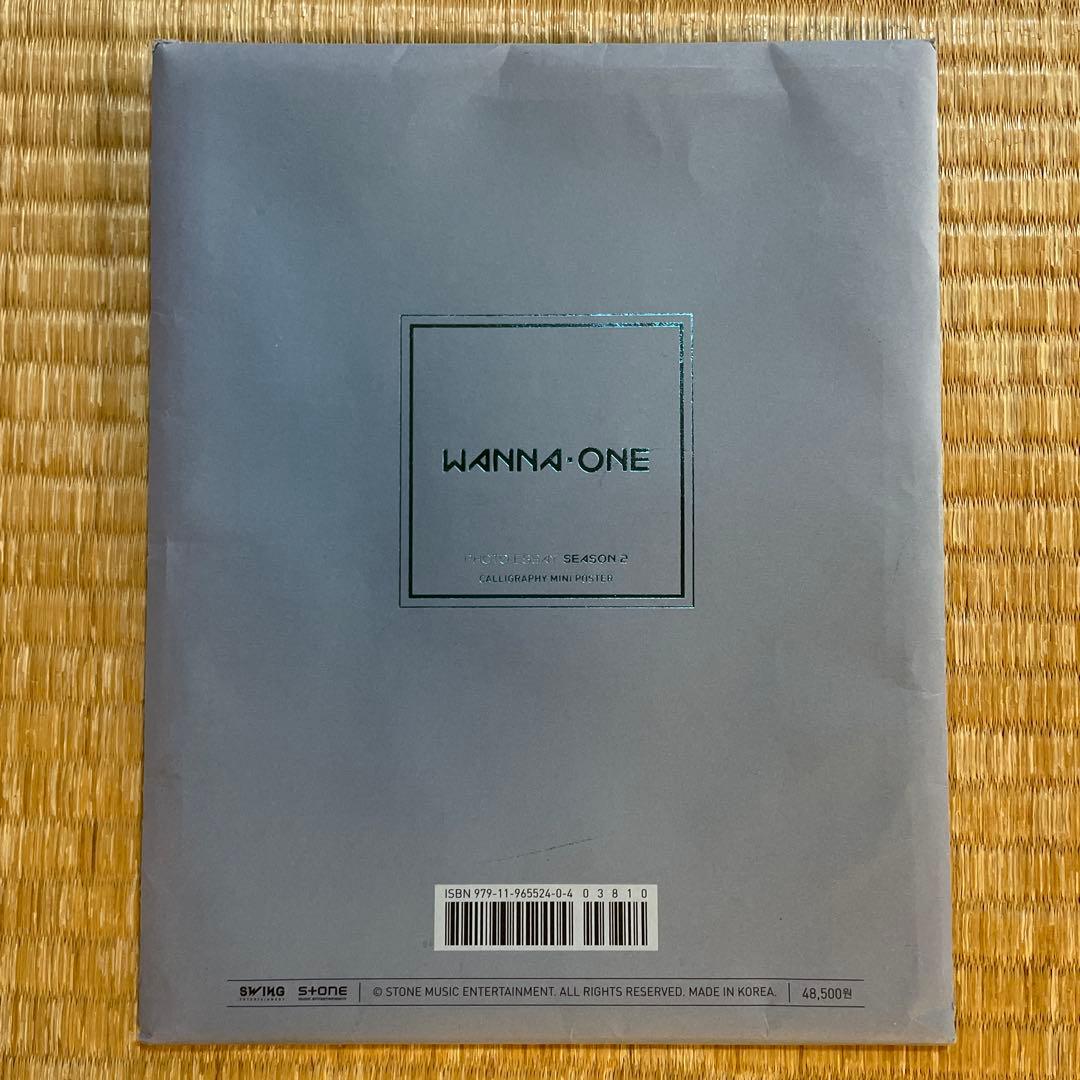 WANNA·ONE
PHOTO ESSAY SEASON 2
CALLIGRAPHY MINI POSTER
ISBN 979-11-965524-0-4 03810
SWING ENTERTAINMENT STONE MUSIC ENTERTAINMENT © STONE MUSIC ENTERTAINMENT. ALL RIGHTS RESERVED. MADE IN KOREA. 48,500원